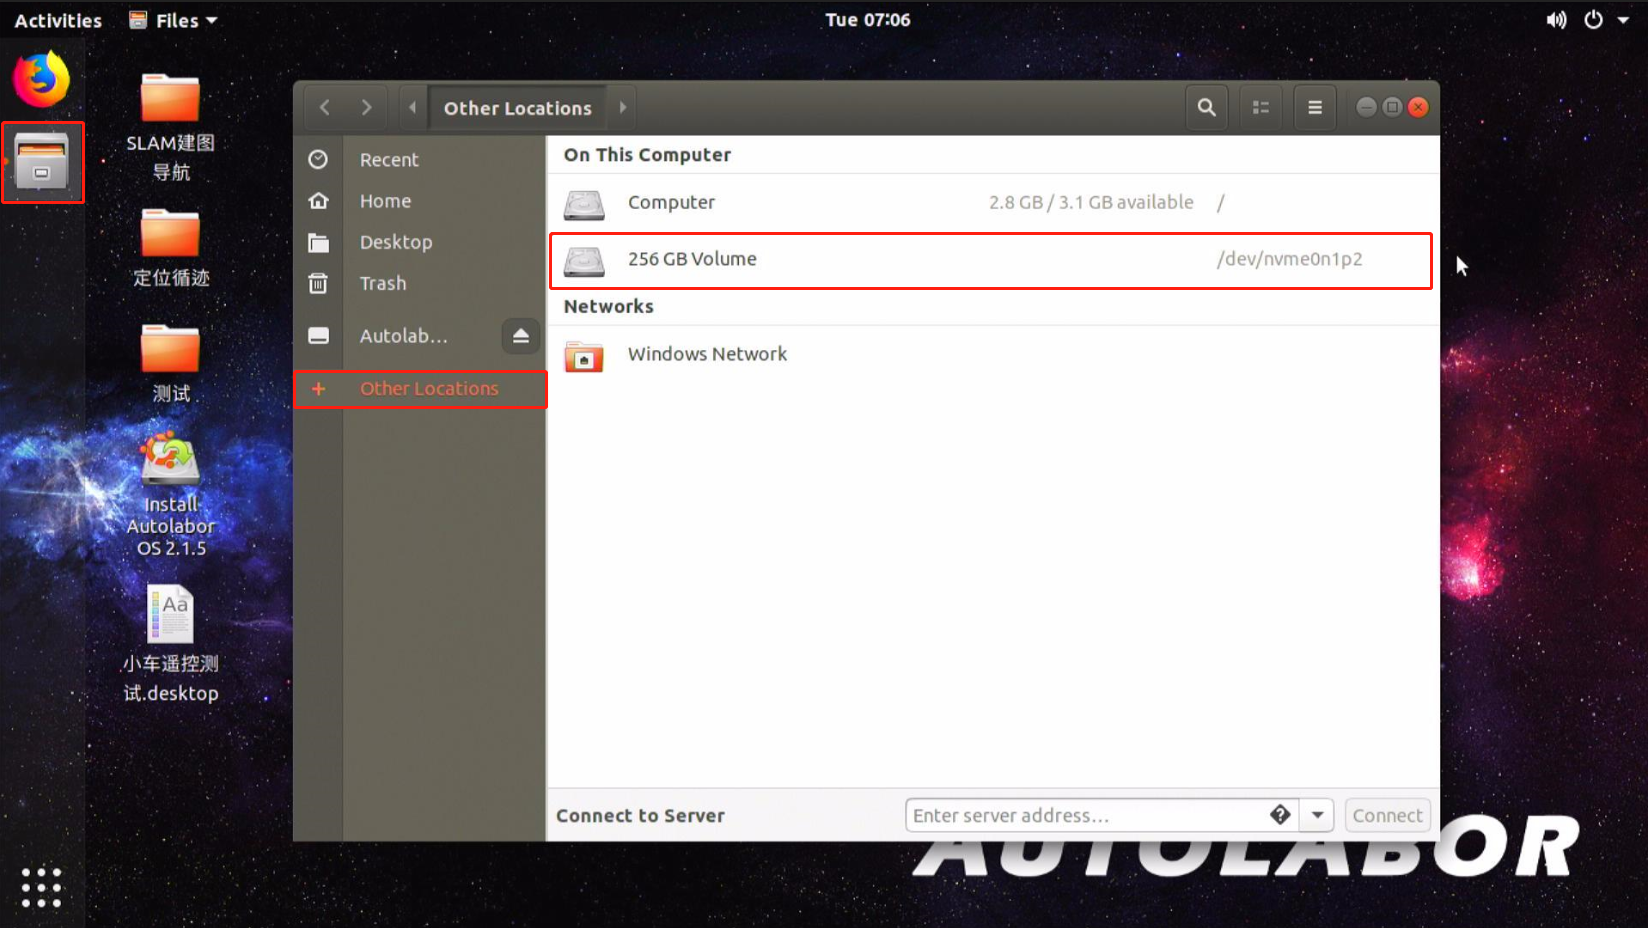 Activities
Files
Tue 07:06
SLAM建图
导航
定位循迹
测试
Install
Autolabor
OS 2.1.5
Aa
小车遥控测
试.desktop
Other Locations
Recent
Home
Desktop
Trash
Autolab...
Other Locations
On This Computer
Computer
2.8 GB / 3.1 GB available
/
256 GB Volume
/dev/nvme0n1p2
Networks
Windows Network
Connect to Server
Enter server address...
Connect
AUTOLABOR